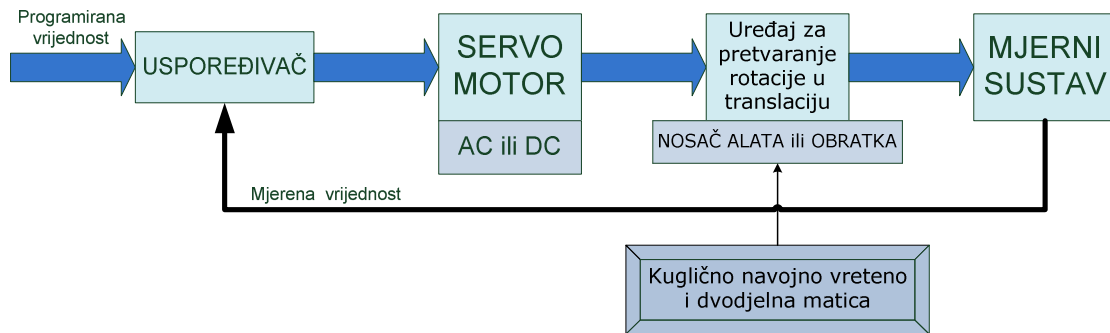 Programirana
vrijednost
USPOREĐIVAČ
SERVO
MOTOR
AC ili DC
Uređaj za
pretvaranje
rotacije u
translaciju
NOSAČ ALATA ili OBRATKA
MJERNI
SUSTAV
Mjerena vrijednost
Kuglično navojno vreteno
i dvodjelna matica